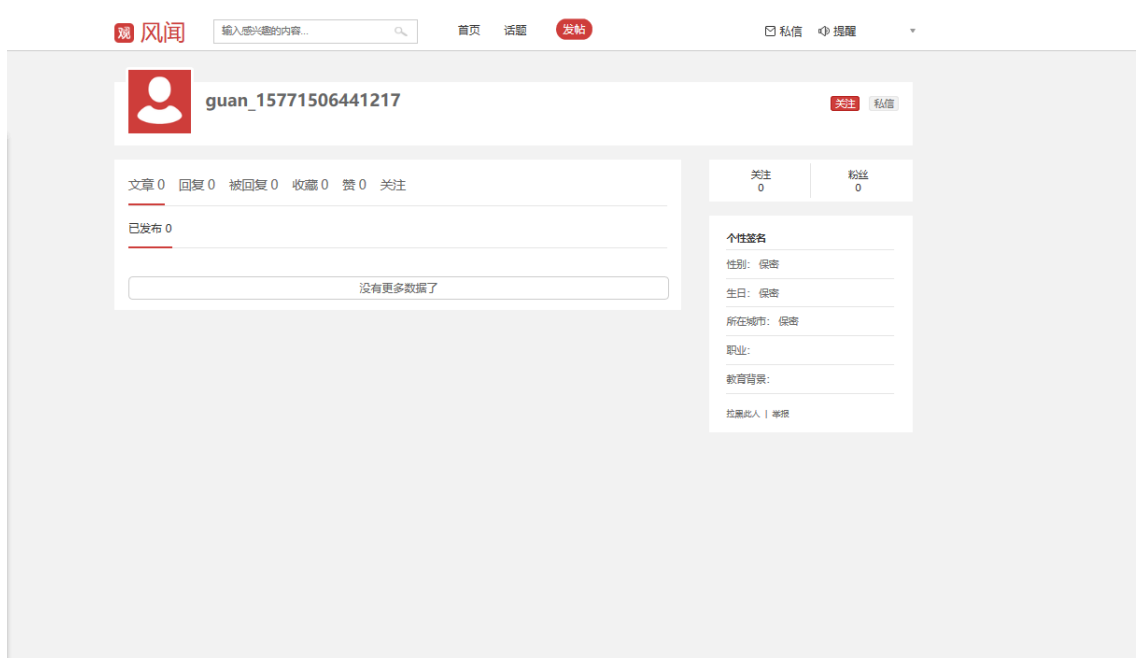 观 风闻 输入感兴趣的内容... 首页 话题 发帖 私信 提醒
guan_15771506441217 关注 私信
文章 0 回复 0 被回复 0 收藏 0 赞 0 关注
已发布 0
没有更多数据了
关注 粉丝
0 0
个性签名
性别： 保密
生日： 保密
所在城市： 保密
职业：
教育背景：
拉黑此人 | 举报